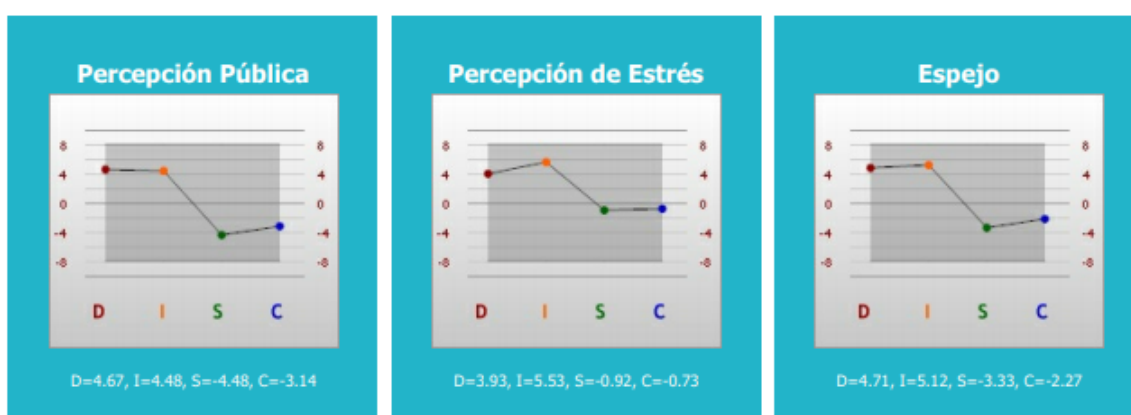 Percepción Pública
8 8
4 4
0 0
-4 -4
-8 -8
D I S C
D=4.67, I=4.48, S=-4.48, C=-3.14
Percepción de Estrés
8 8
4 4
0 0
-4 -4
-8 -8
D I S C
D=3.93, I=5.53, S=-0.92, C=-0.73
Espejo
8 8
4 4
0 0
-4 -4
-8 -8
D I S C
D=4.71, I=5.12, S=-3.33, C=-2.27